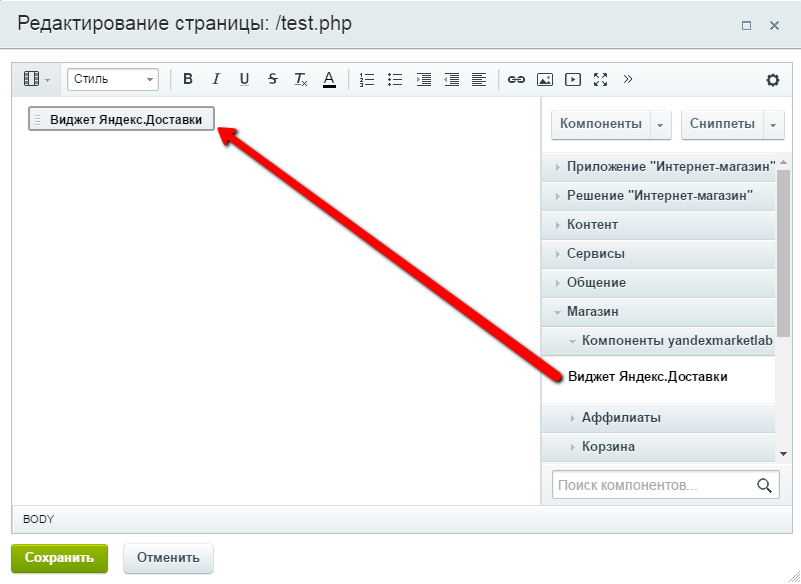 Редактирование страницы: /test.php
Стиль
B I U S Tx A
Виджет Яндекс.Доставки
Компоненты
Сниппеты
Приложение "Интернет-магазин"
Решение "Интернет-магазин"
Контент
Сервисы
Общение
Магазин
Компоненты yandexmarketlab
Виджет Яндекс.Доставки
Аффилиаты
Корзина
Поиск компонентов...
BODY
Сохранить
Отменить